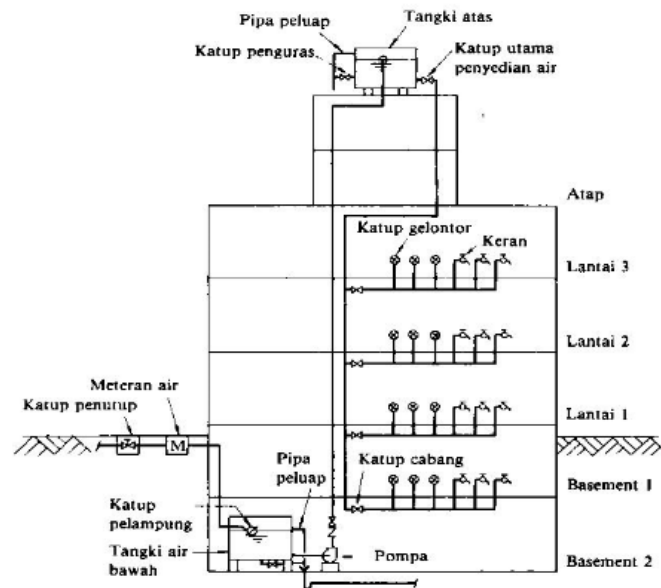 Pipa peluap
Tangki atas
Katup penguras
Katup utama
penyedian air
Atap
Katup gelontor
Keran
Lantai 3
Lantai 2
Meteran air
Katup penutup
Lantai 1
M
Pipa
peluap
Katup cabang
Basement 1
Katup
pelampung
Tangki air
bawah
Pompa
Basement 2